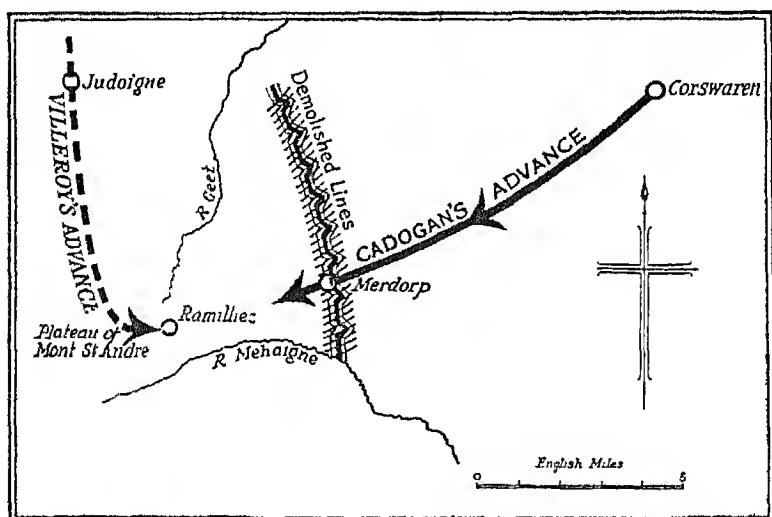 Judoigne
VILLEROY'S ADVANCE
R Geet
Demolished Lines
Corswaren
CADOGAN'S ADVANCE
Merdorp
Ramilliez
Plateau of
Mont St Andre
R Mehaigne
English Miles
0 5